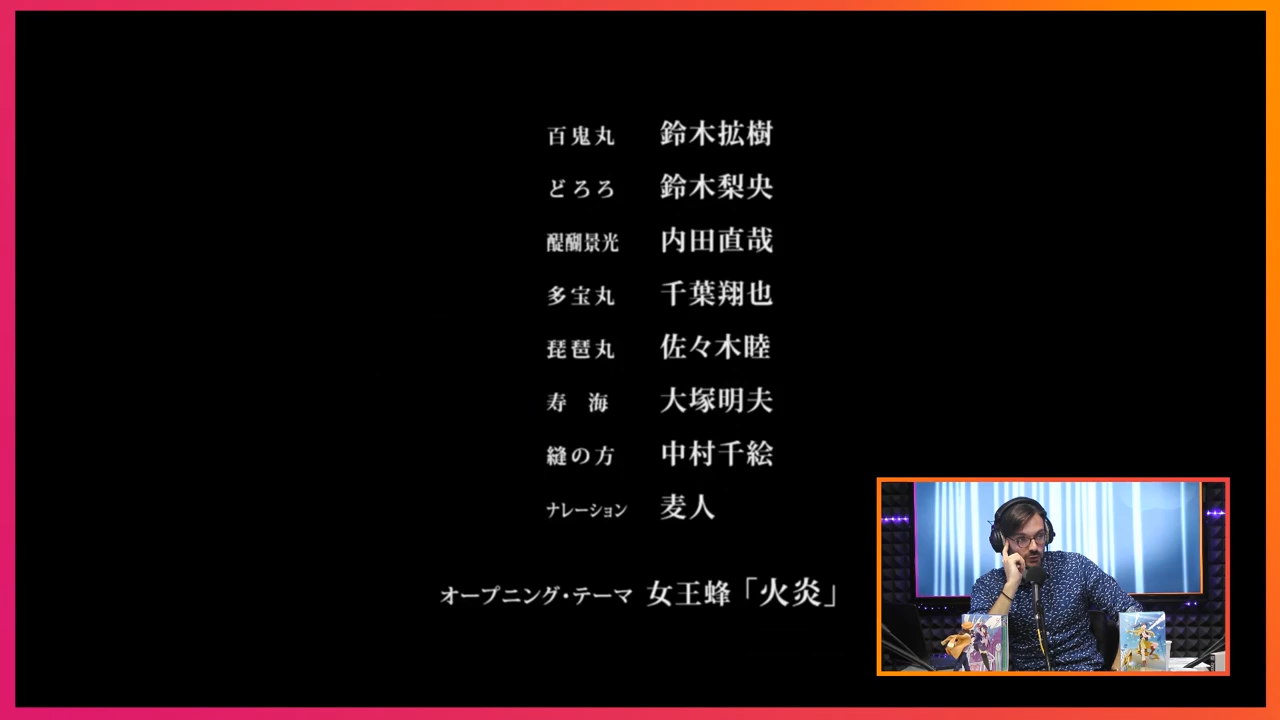 百鬼丸 鈴木拡樹
どろろ 鈴木梨央
醍醐景光 内田直哉
多宝丸 千葉翔也
琵琶丸 佐々木睦
寿 海 大塚明夫
縫の方 中村千絵
ナレーション 麦人
オープニング・テーマ 女王蜂「火炎」